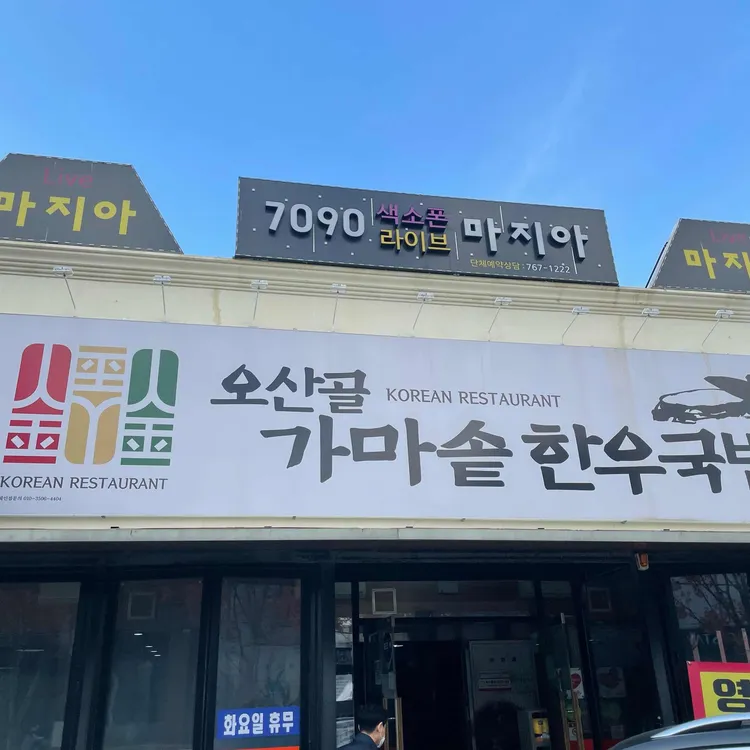 Live
마지아
7090 색소폰 라이브 마지아
단체예약상담 : 767-1222
마지
오산골 KOREAN RESTAURANT
가마솥 한우국
KOREAN RESTAURANT
화요일 휴무
영